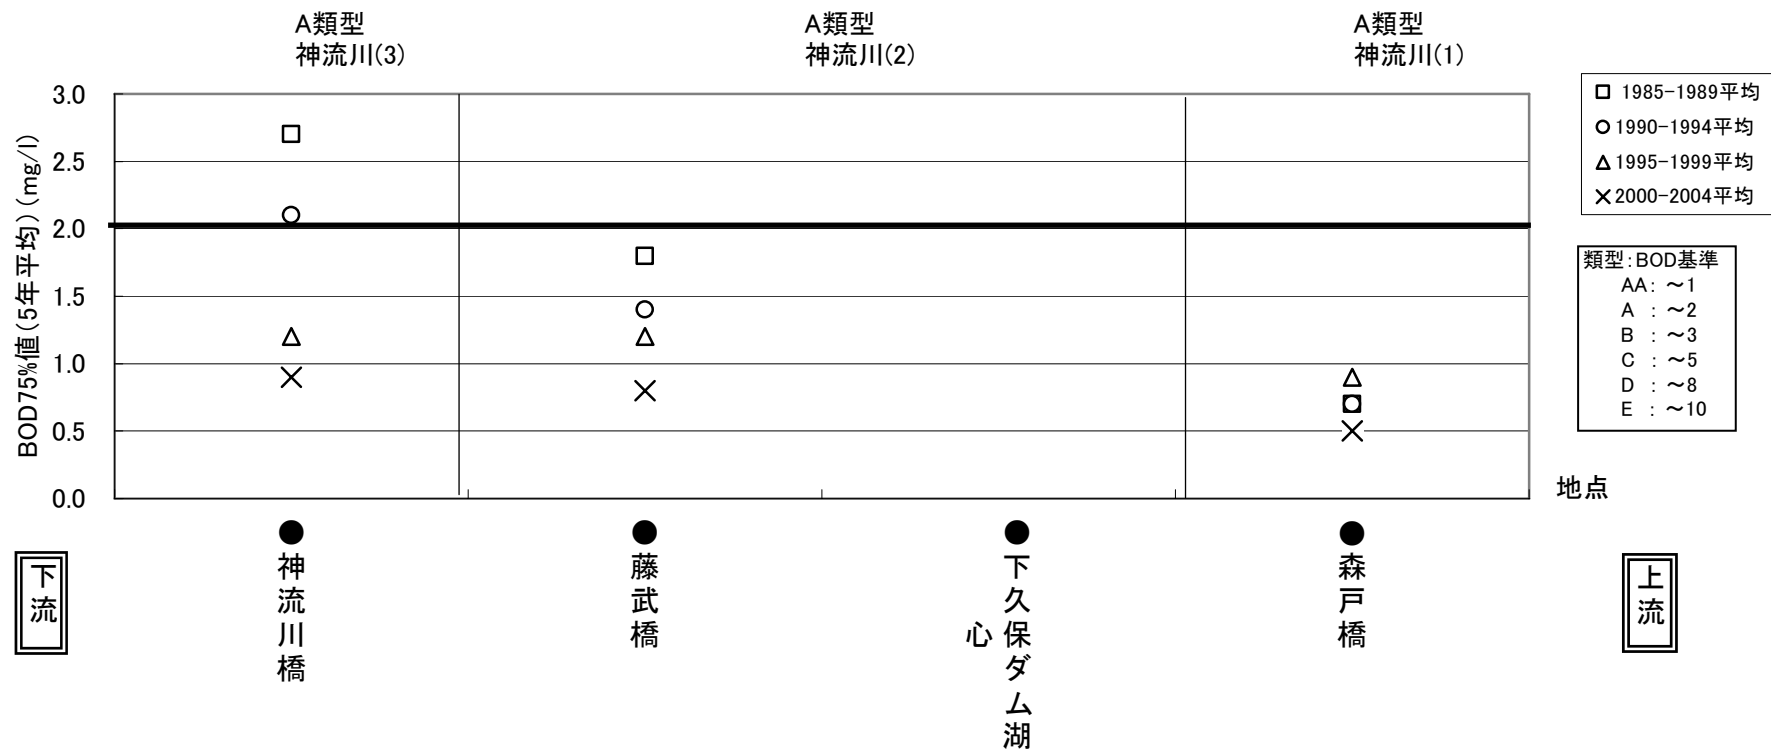 A類型
神流川(3)
A類型
神流川(2)
A類型
神流川(1)
BOD75%値(5年平均)(mg/l)
3.0
2.5
2.0
1.5
1.0
0.5
0.0
1985-1989平均
1990-1994平均
1995-1999平均
2000-2004平均
類型:BOD基準
AA: ~1
A : ~2
B : ~3
C : ~5
D : ~8
E : ~10
地点
下流
神流川橋
藤武橋
下久保ダム湖
心
森戸橋
上流